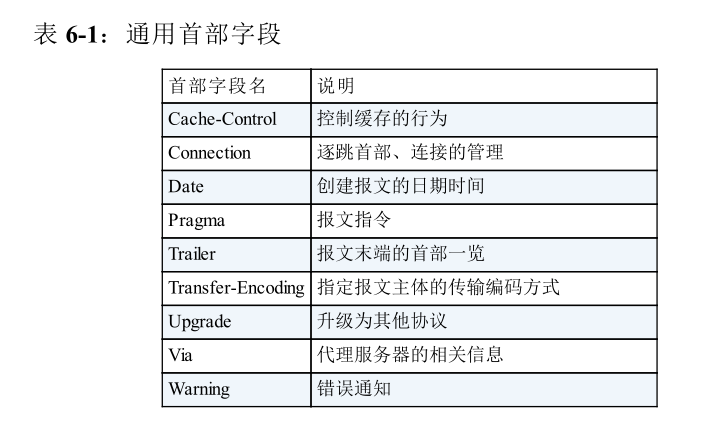 表 6-1：通用首部字段
首部字段名 说明
Cache-Control 控制缓存的行为
Connection 逐跳首部、连接的管理
Date 创建报文的日期时间
Pragma 报文指令
Trailer 报文末端的首部一览
Transfer-Encoding 指定报文主体的传输编码方式
Upgrade 升级为其他协议
Via 代理服务器的相关信息
Warning 错误通知